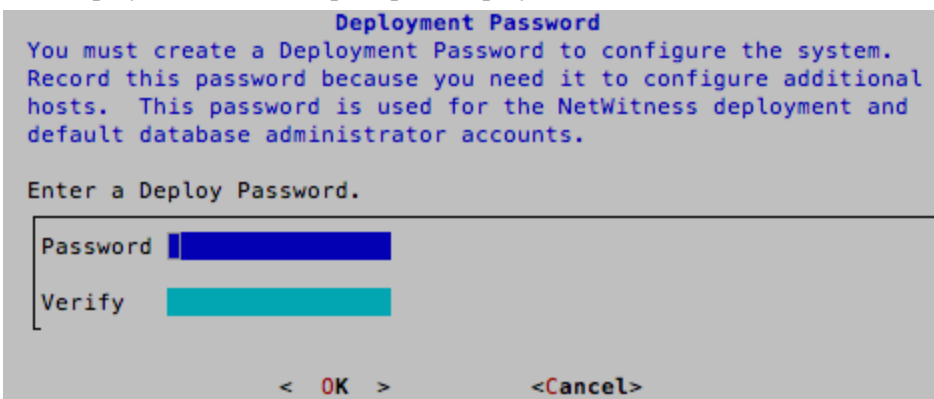 Deployment Password
You must create a Deployment Password to configure the system.
Record this password because you need it to configure additional
hosts.  This password is used for the NetWitness deployment and
default database administrator accounts.
Enter a Deploy Password.
Password
Verify
<  OK  > <Cancel>